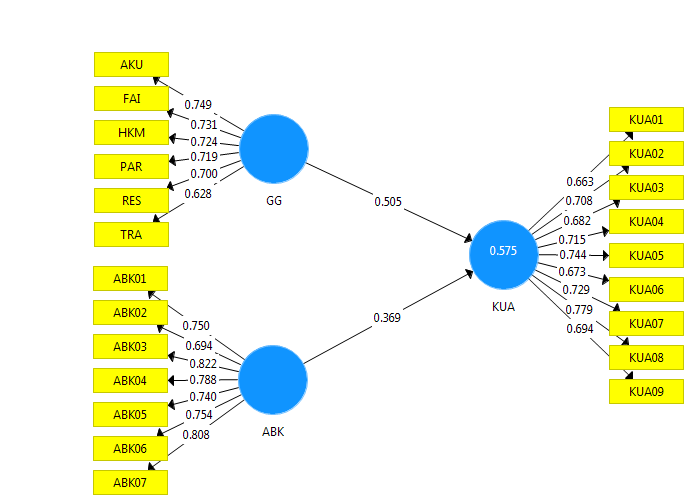 AKU
FAI
HKM
PAR
RES
TRA
0.749
0.731
0.724
0.719
0.700
0.628
GG
0.505
ABK01
ABK02
ABK03
ABK04
ABK05
ABK06
ABK07
0.750
0.694
0.822
0.788
0.740
0.754
0.808
ABK
0.369
0.575
KUA
0.663
0.708
0.682
0.715
0.744
0.673
0.729
0.779
0.694
KUA01
KUA02
KUA03
KUA04
KUA05
KUA06
KUA07
KUA08
KUA09